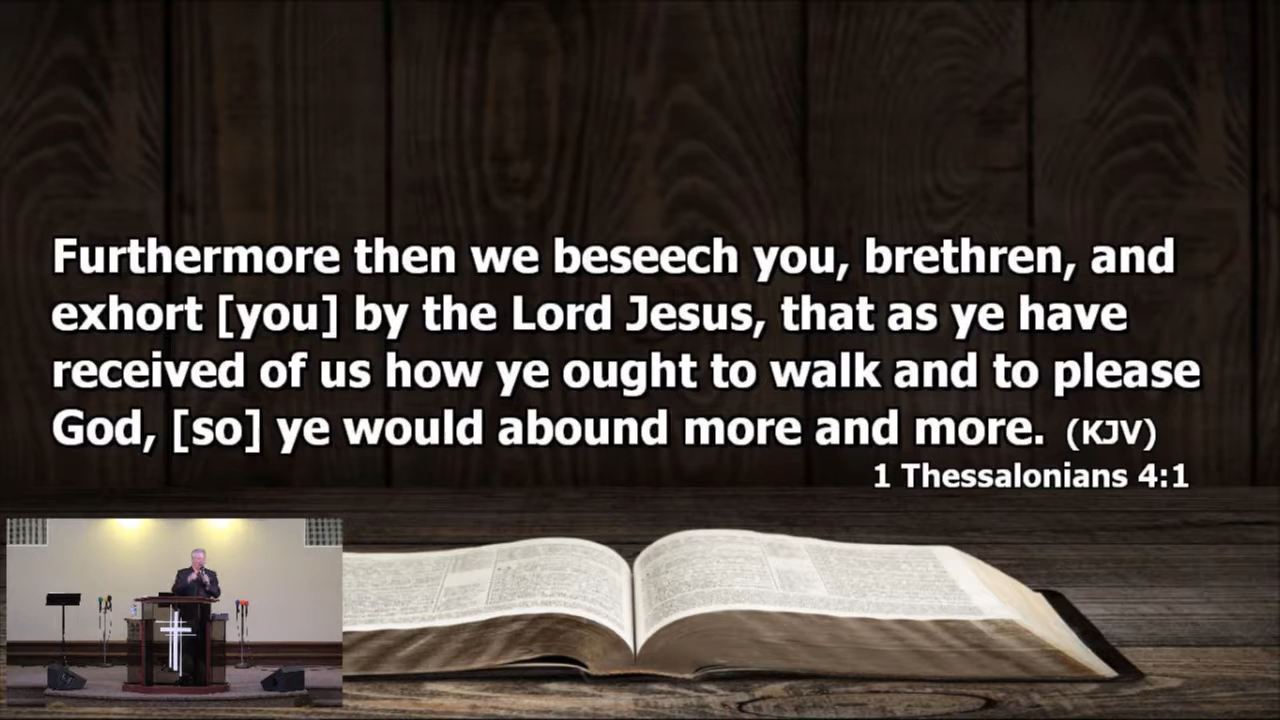 Furthermore then we beseech you, brethren, and
exhort [you] by the Lord Jesus, that as ye have
received of us how ye ought to walk and to please
God, [so] ye would abound more and more. (KJV)
1 Thessalonians 4:1